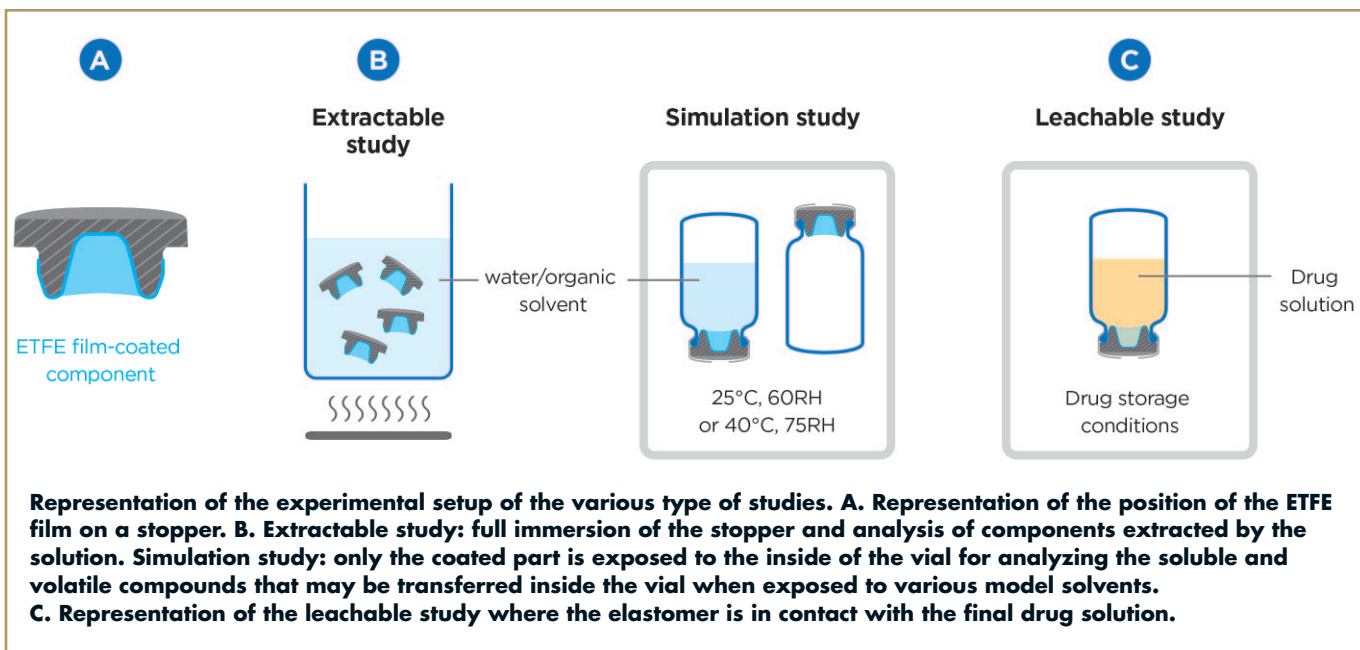 A
B
C
Extractable
study
Simulation study
Leachable study
ETFE film-coated
component
water/organic
solvent
25°C, 60RH
or 40°C, 75RH
Drug
solution
Drug storage
conditions
Representation of the experimental setup of the various type of studies. A. Representation of the position of the ETFE
film on a stopper. B. Extractable study: full immersion of the stopper and analysis of components extracted by the
solution. Simulation study: only the coated part is exposed to the inside of the vial for analyzing the soluble and
volatile compounds that may be transferred inside the vial when exposed to various model solvents.
C. Representation of the leachable study where the elastomer is in contact with the final drug solution.